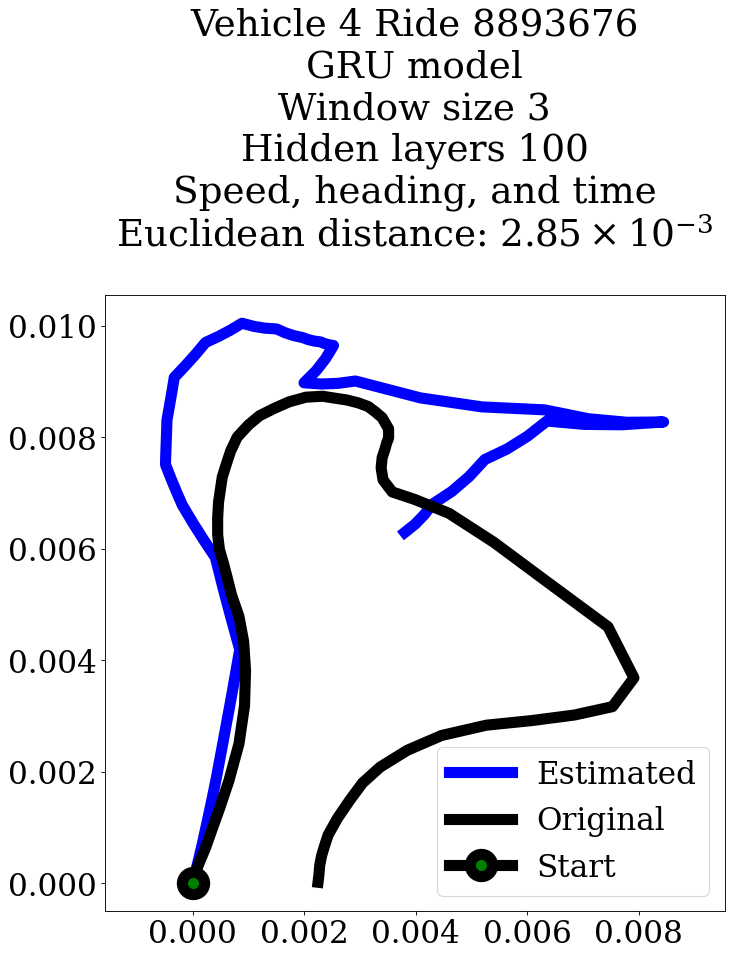 Vehicle 4 Ride 8893676
GRU model
Window size 3
Hidden layers 100
Speed, heading, and time
Euclidean distance: 2.85 × 10⁻³
0.010
0.008
0.006
0.004
0.002
0.000
Estimated
Original
Start
0.000 0.002 0.004 0.006 0.008